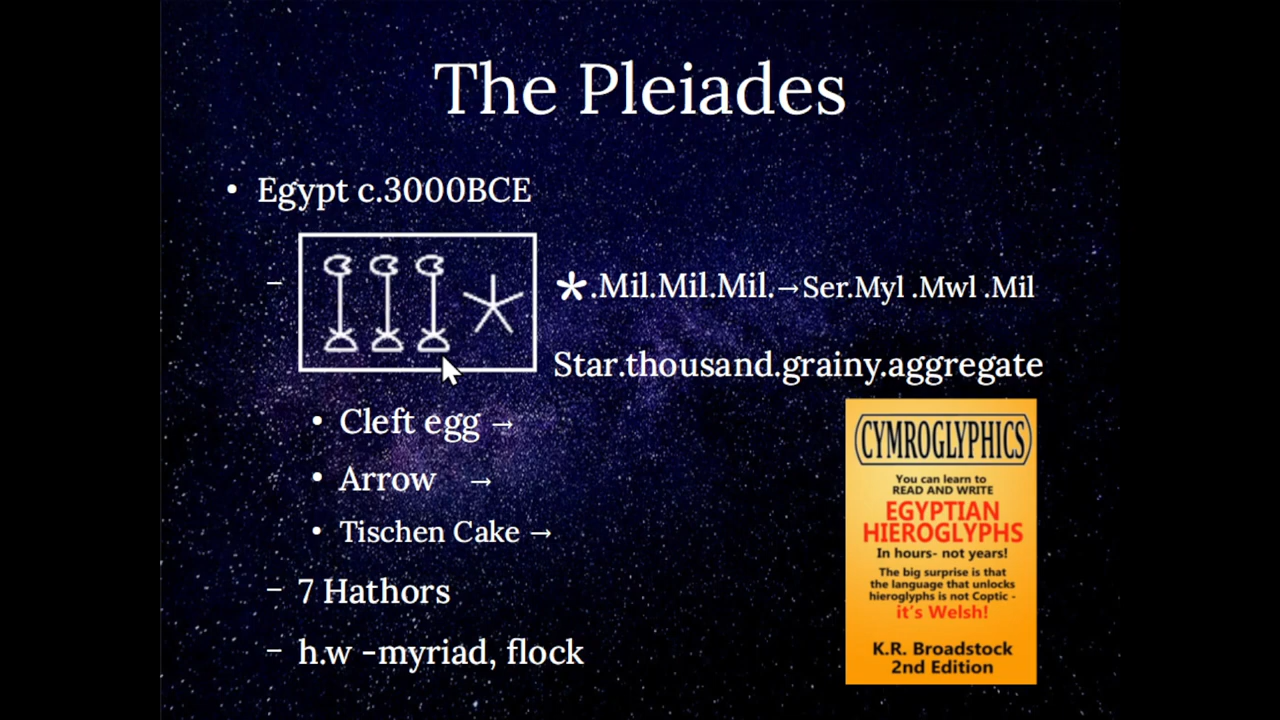 The Pleiades
• Egypt c.3000BCE
– *.Mil.Mil.Mil.→Ser.Myl .Mwl .Mil
Star.thousand.grainy.aggregate
• Cleft egg →
• Arrow →
• Tischen Cake →
– 7 Hathors
– h.w -myriad, flock
CYMROGLYPHICS
You can learn to
READ AND WRITE
EGYPTIAN
HIEROGLYPHS
In hours- not years!
The big surprise is that
the language that unlocks
hieroglyphs is not Coptic -
it's Welsh!
K.R. Broadstock
2nd Edition